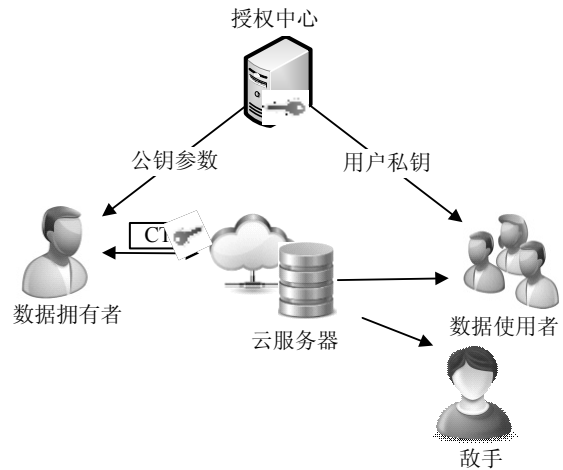 授权中心
公钥参数
用户私钥
CT
数据拥有者
云服务器
数据使用者
敌手